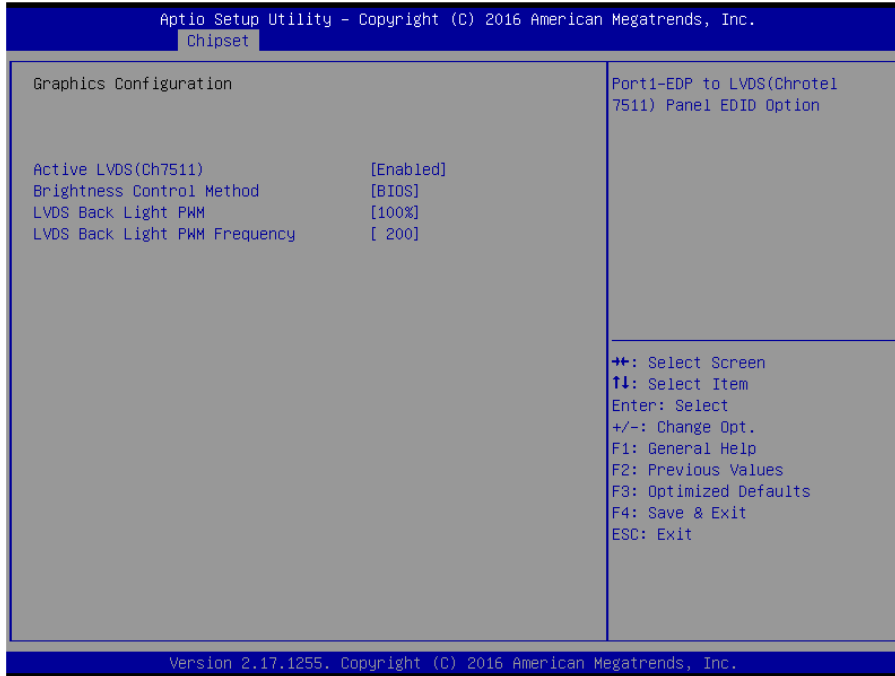 Aptio Setup Utility – Copyright (C) 2016 American Megatrends, Inc.
Chipset
Graphics Configuration
Active LVDS(Ch7511) [Enabled]
Brightness Control Method [BIOS]
LVDS Back Light PWM [100%]
LVDS Back Light PWM Frequency [ 200]
Port1-EDP to LVDS(Chrotel
7511) Panel EDID Option
→←: Select Screen
↑↓: Select Item
Enter: Select
+/-: Change Opt.
F1: General Help
F2: Previous Values
F3: Optimized Defaults
F4: Save & Exit
ESC: Exit
Version 2.17.1255. Copyright (C) 2016 American Megatrends, Inc.